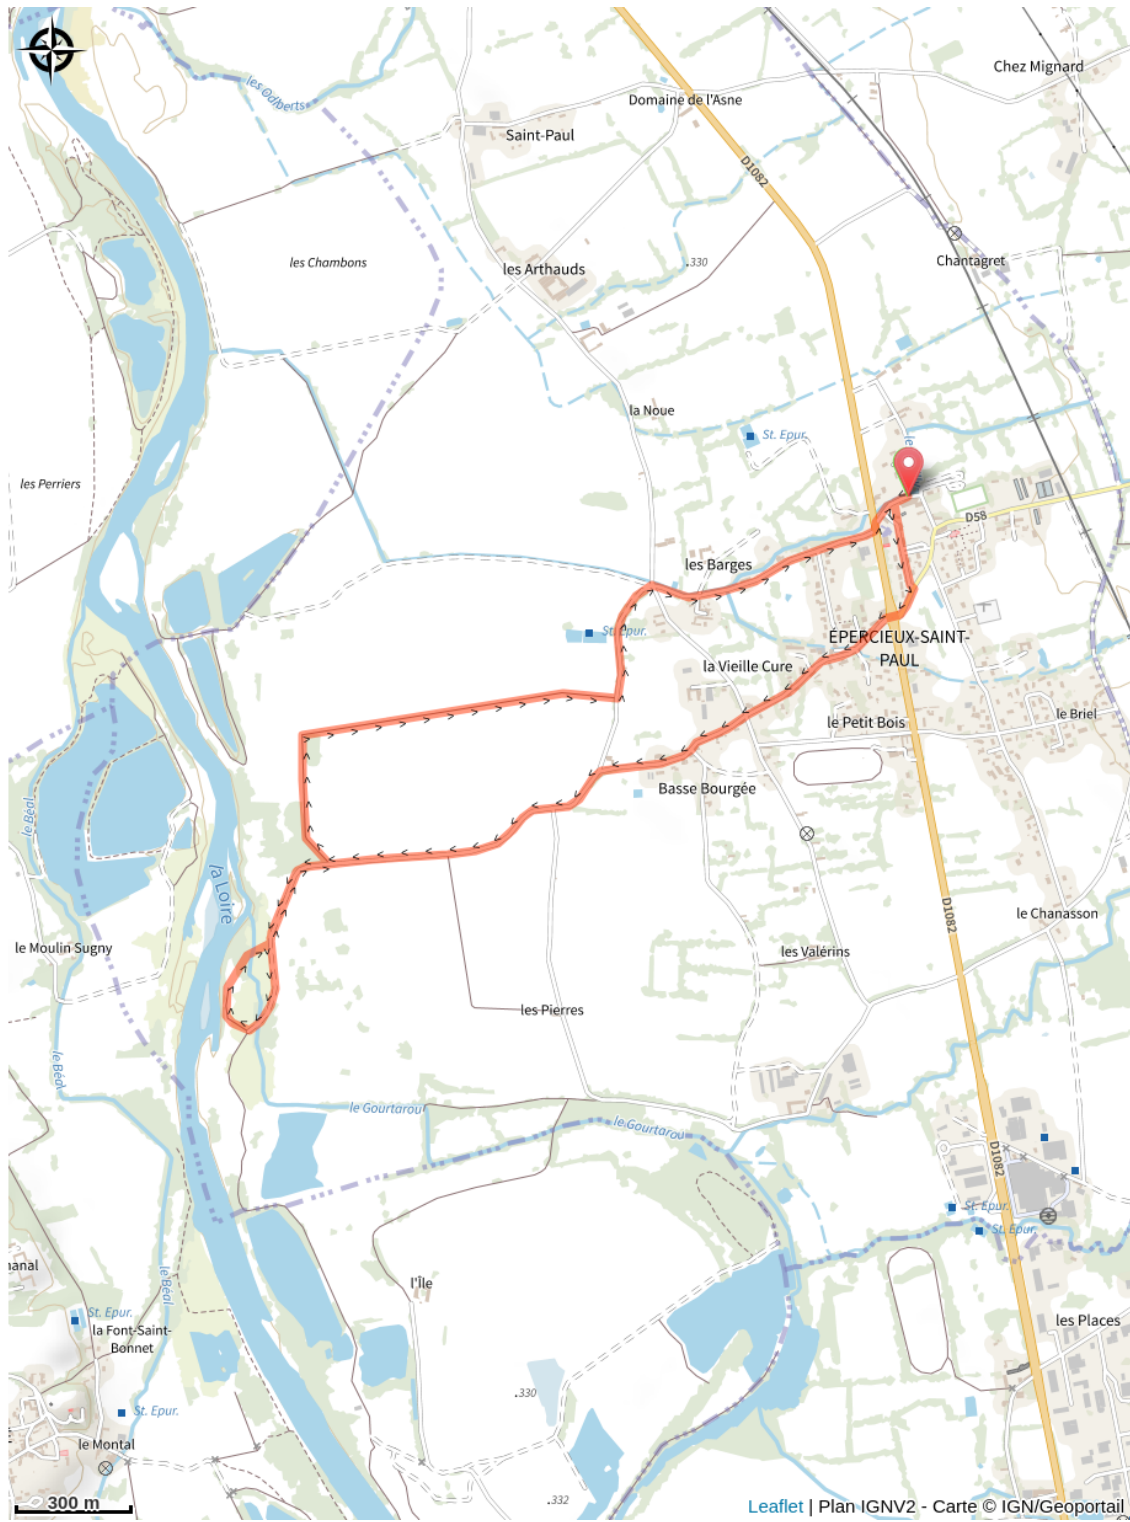 les Odiberts
Chez Mignard
Domaine de l'Asne
Saint-Paul
D1082
les Chambons
les Arthauds
.330
Chantagret
la Noue
St. Epur.
les Perriers
D58
les Barges
St. Epur.
ÉPERCIEUX-SAINT-
PAUL
la Vieille Cure
le Petit Bois
le Briel
Basse Bourgée
le Béal
la Loire
D1082
le Chanasson
le Moulin Sugny
les Valérins
les Pierres
le Béal
le Gourtarou
le Gourtarou
D1082
St. Epur.
St. Epur.
l'Île
le Béal
St. Epur.
la Font-Saint-
Bonnet
les Places
.330
St. Epur.
le Montal
.332
300 m
Leaflet | Plan IGNV2 - Carte © IGN/Geoportail